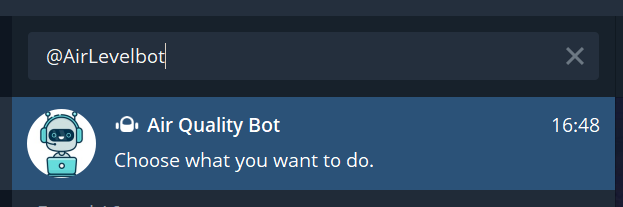 @AirLevelbot
Air Quality Bot
16:48
Choose what you want to do.